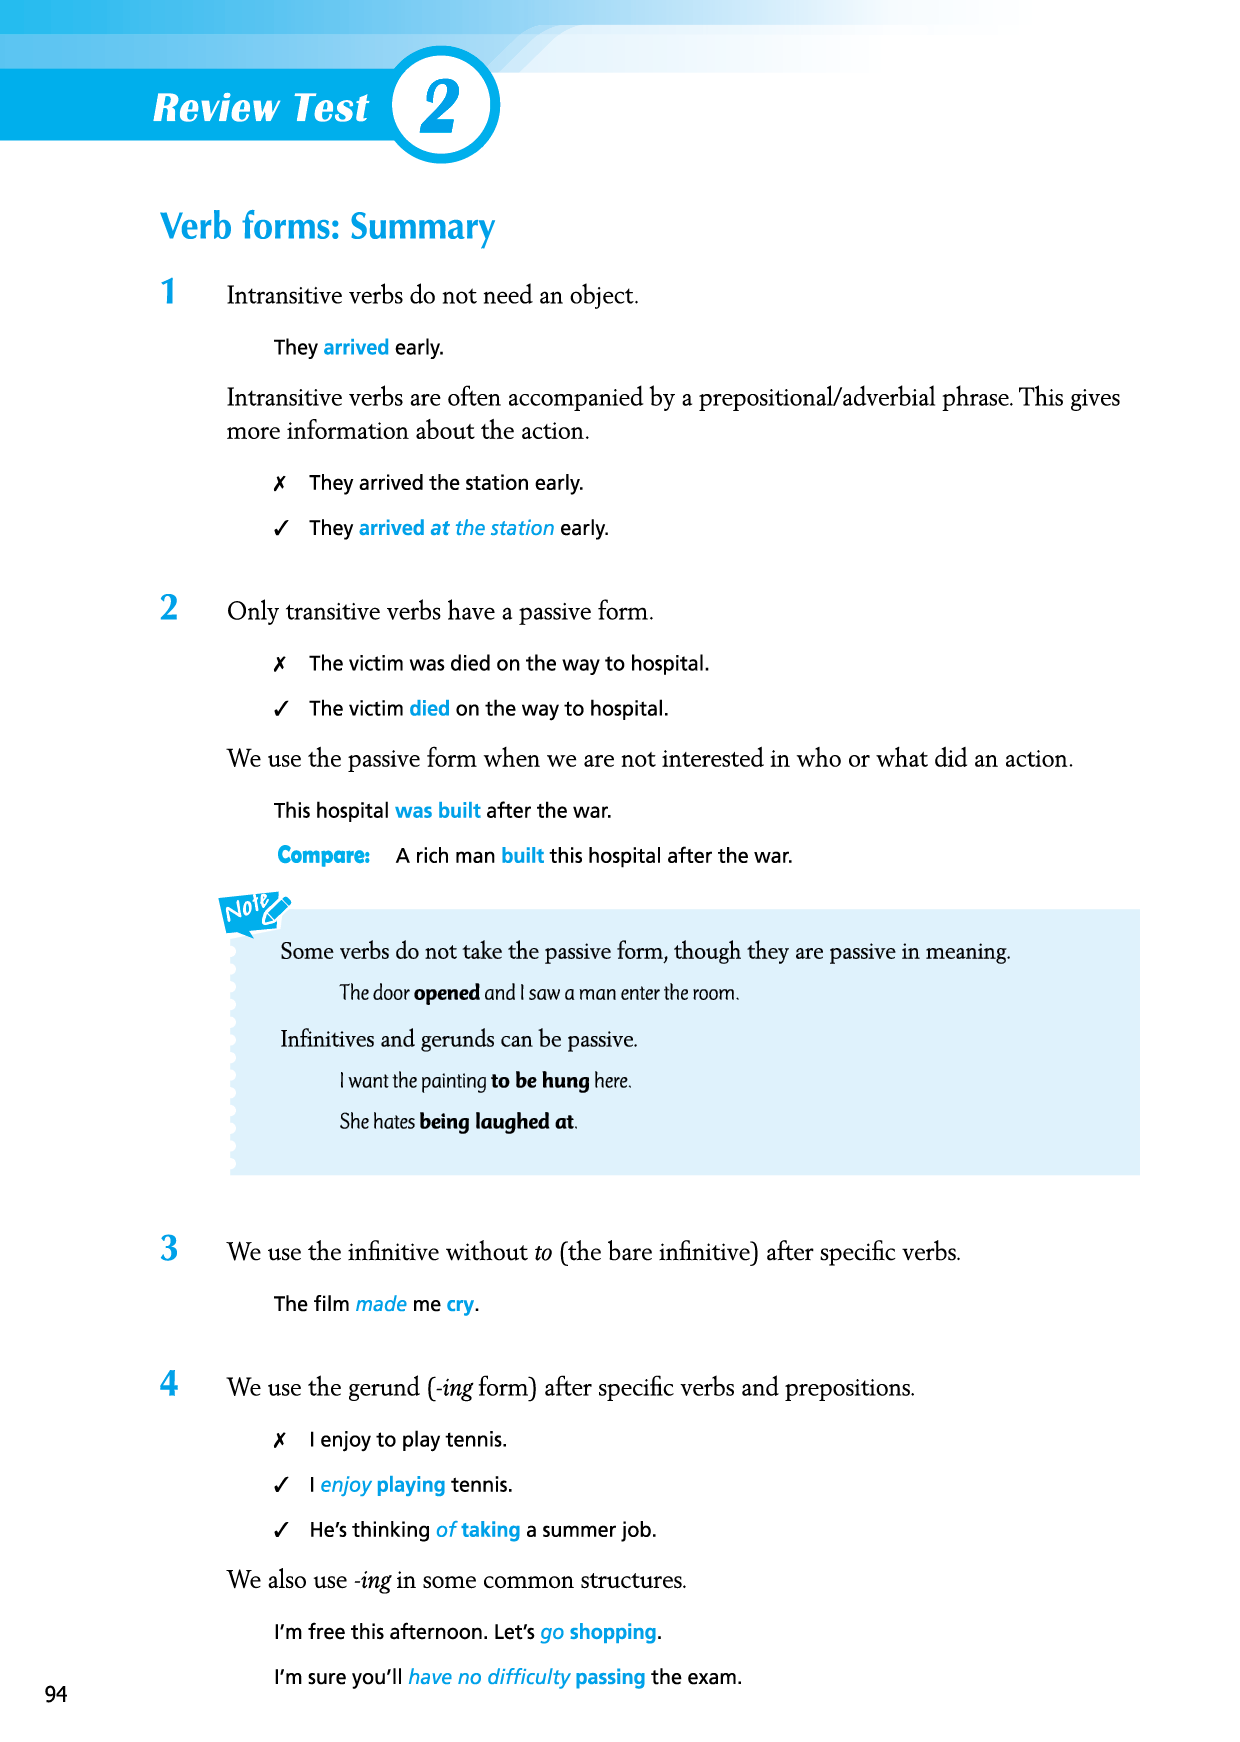 Review Test 2
Verb forms: Summary
1 Intransitive verbs do not need an object.
They arrived early.
Intransitive verbs are often accompanied by a prepositional/adverbial phrase. This gives
more information about the action.
✗ They arrived the station early.
✓ They arrived at the station early.
2 Only transitive verbs have a passive form.
✗ The victim was died on the way to hospital.
✓ The victim died on the way to hospital.
We use the passive form when we are not interested in who or what did an action.
This hospital was built after the war.
Compare: A rich man built this hospital after the war.
Note
Some verbs do not take the passive form, though they are passive in meaning.
The door opened and I saw a man enter the room.
Infinitives and gerunds can be passive.
I want the painting to be hung here.
She hates being laughed at.
3 We use the infinitive without to (the bare infinitive) after specific verbs.
The film made me cry.
4 We use the gerund (-ing form) after specific verbs and prepositions.
✗ I enjoy to play tennis.
✓ I enjoy playing tennis.
✓ He's thinking of taking a summer job.
We also use -ing in some common structures.
I'm free this afternoon. Let's go shopping.
I'm sure you'll have no difficulty passing the exam.
94